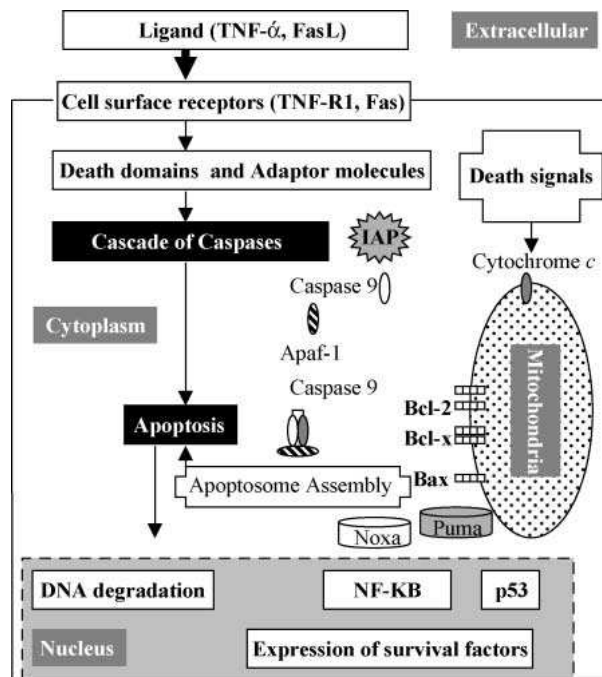 Ligand (TNF-ά, FasL)
Extracellular
Cell surface receptors (TNF-R1, Fas)
Death domains and Adaptor molecules
Death signals
Cascade of Caspases
IAP
Cytochrome c
Caspase 9
Cytoplasm
Apaf-1
Mitochondria
Caspase 9
Bcl-2
Apoptosis
Bcl-x
Apoptosome Assembly
Bax
Noxa
Puma
DNA degradation
NF-KB
p53
Nucleus
Expression of survival factors